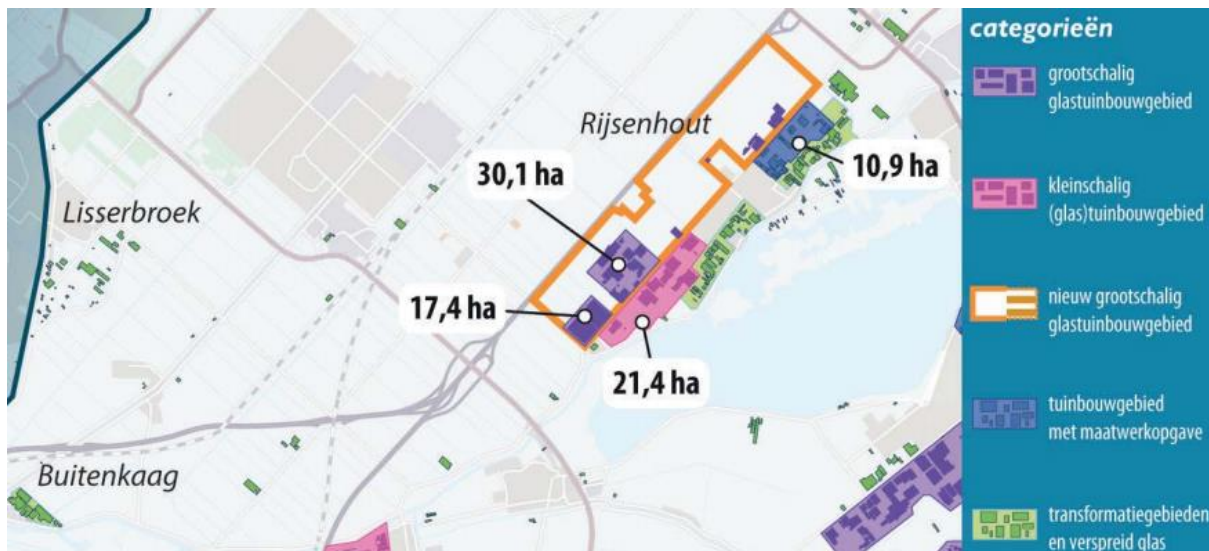 categorieën
grootschalig
glastuinbouwgebied
Rijsenhout
30,1 ha
10,9 ha
kleinschalig
(glas)tuinbouwgebied
Lisserbroek
17,4 ha
nieuw grootschalig
glastuinbouwgebied
21,4 ha
tuinbouwgebied
met maatwerkopgave
Buitenkaag
transformatiegebieden
en verspreid glas